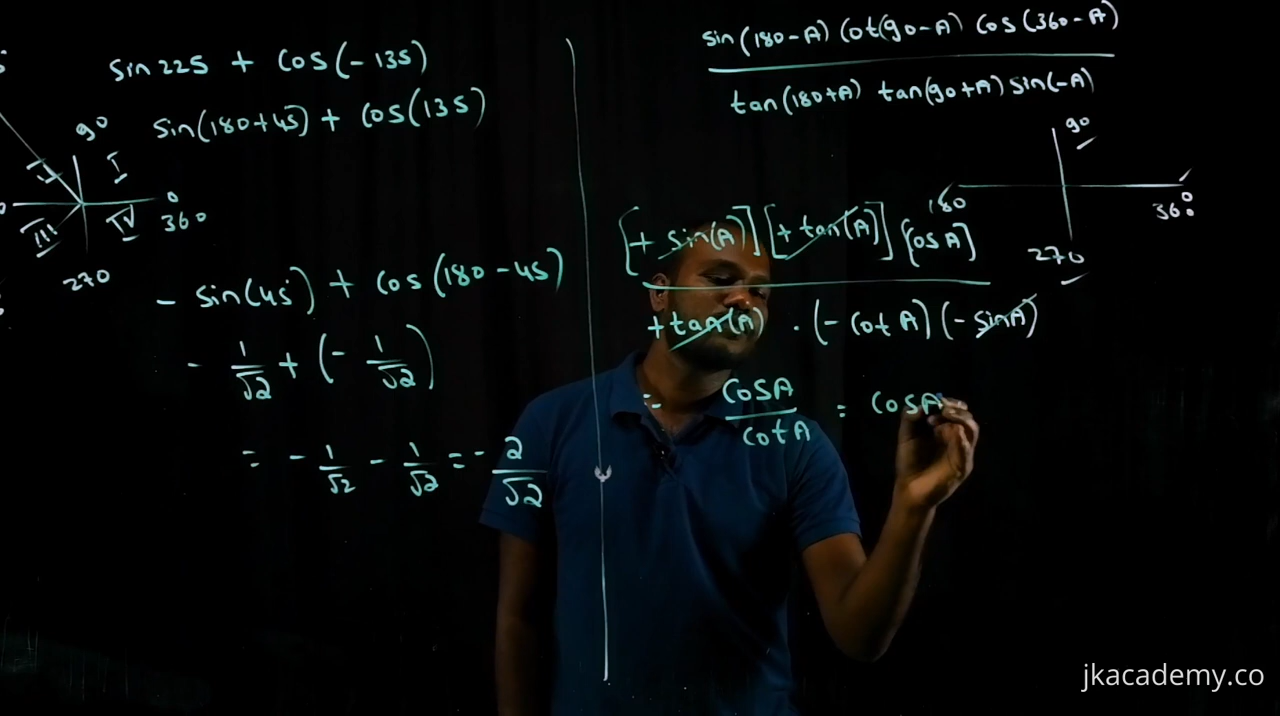 sin 225 + cos(-135)
sin(180+45) + cos(135)
90
I
II
0
360
III
IV
270
- sin(45) + cos(180-45)
- 1/√2 + (- 1/√2)
= - 1/√2 - 1/√2 = - 2/√2
sin(180-A) cot(90-A) cos(360-A)
tan(180+A) tan(90+A) sin(-A)
90
180
360
270
[+ sin(A)] [+ tan(A)] [cos A]
+ tan(A) · (- cot A) (- sin A)
= cos A / cot A = cos A
jkacademy.co